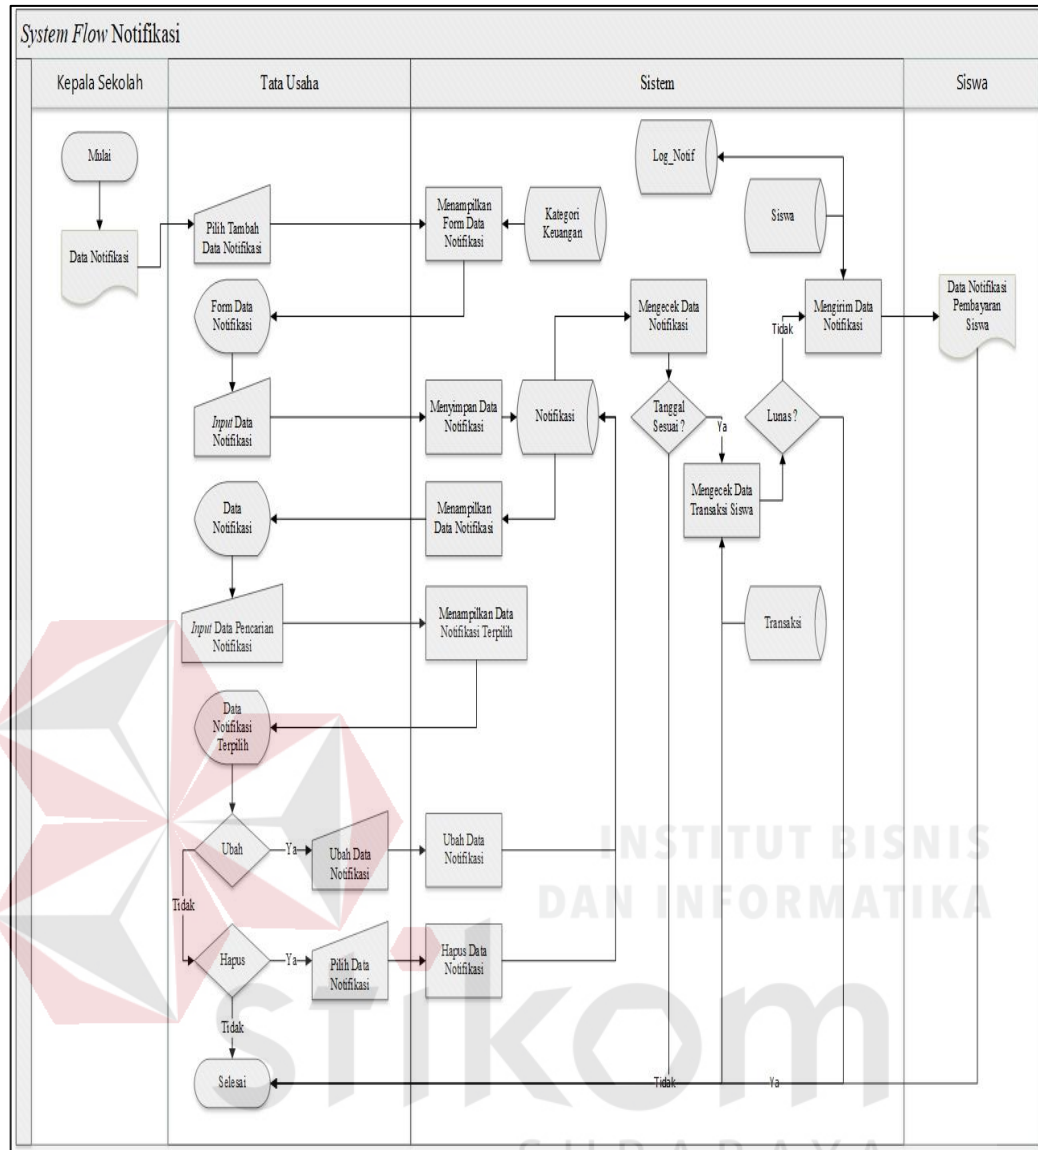 System Flow Notifikasi
Kepala Sekolah
Tata Usaha
Sistem
Siswa
Mulai
Log_Notif
Data Notifikasi
Pilih Tambah
Data Notifikasi
Menampilkan
Form Data
Notifikasi
Kategori
Keuangan
Siswa
Form Data
Notifikasi
Mengecek Data
Notifikasi
Mengirim Data
Notifikasi
Data Notifikasi
Pembayaran
Siswa
Tidak
Input Data
Notifikasi
Menyimpan Data
Notifikasi
Notifikasi
Tanggal
Sesuai ?
Ya
Lunas ?
Data
Notifikasi
Menampilkan
Data Notifikasi
Mengecek Data
Transaksi Siswa
Input Data Pencarian
Notifikasi
Menampilkan Data
Notifikasi Terpilih
Transaksi
Data
Notifikasi
Terpilih
Ubah
Ya
Ubah Data
Notifikasi
Ubah Data
Notifikasi
Tidak
Hapus
Ya
Pilih Data
Notifikasi
Hapus Data
Notifikasi
Tidak
Selesai
Tidak
Ya
INSTITUT BISNIS
DAN INFORMATIKA
stikom
SURABAYA